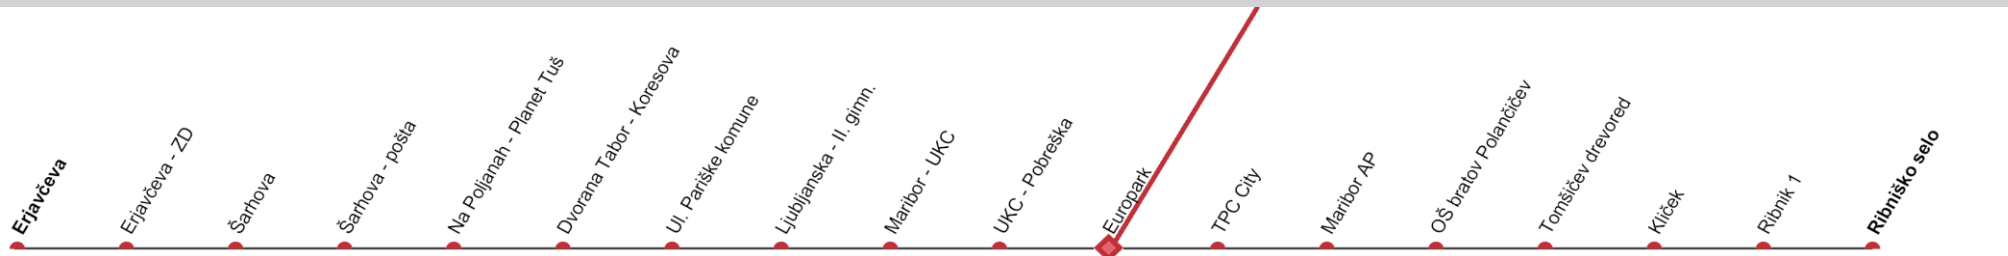 Erjavčeva
Erjavčeva - ZD
Šarhova
Šarhova - pošta
Na Poljanah - Planet Tuš
Dvorana Tabor - Koresova
Ul. Pariške komune
Ljubljanska - II. gimn.
Maribor - UKC
UKC - Pobreška
Europark
TPC City
Maribor AP
OŠ bratov Polančičev
Tomšičev drevored
Kliček
Ribnik 1
Ribniško selo